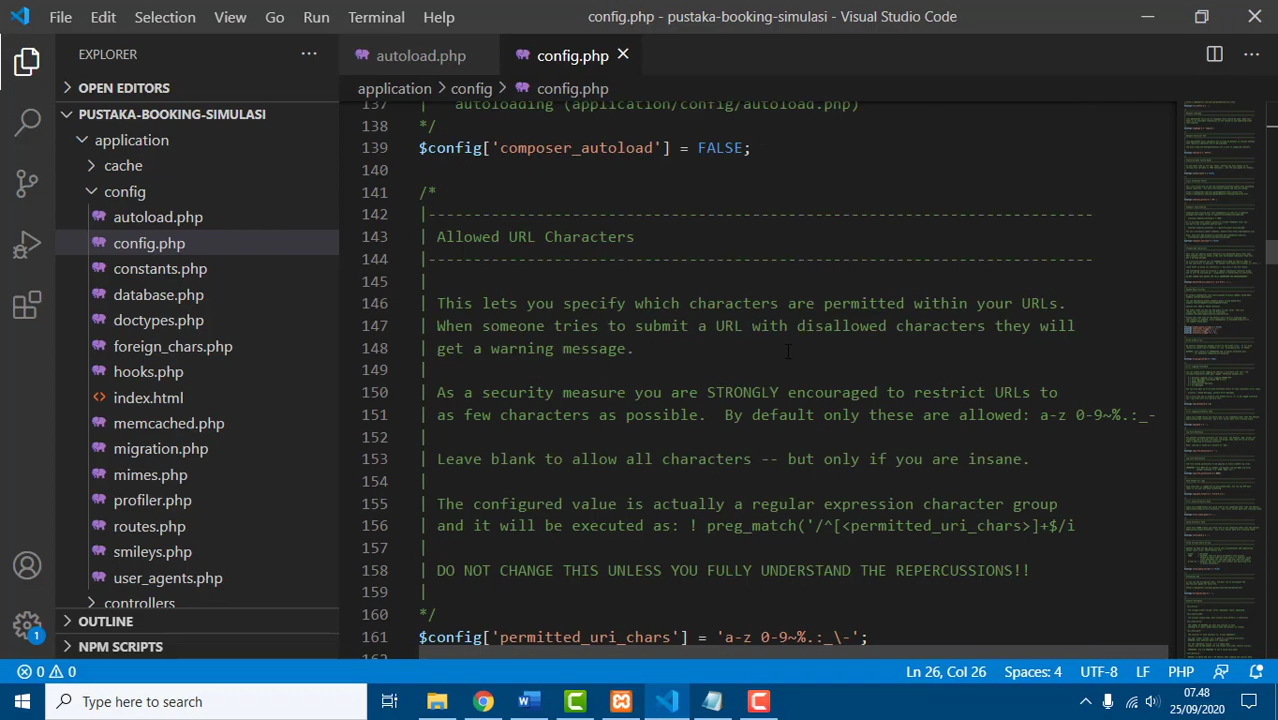 File Edit Selection View Go Run Terminal Help config.php - pustaka-booking-simulasi - Visual Studio Code
EXPLORER
OPEN EDITORS
PUSTAKA-BOOKING-SIMULASI
application
cache
config
autoload.php
config.php
constants.php
database.php
doctypes.php
foreign_chars.php
hooks.php
index.html
memcached.php
migration.php
mimes.php
profiler.php
routes.php
smileys.php
user_agents.php
controllers
OUTLINE
NPM SCRIPTS
autoload.php config.php
application > config > config.php
137 | autoloading (application/config/autoload.php)
138 */
139 $config['composer_autoload'] = FALSE;
140
141 /*
142 |--------------------------------------------------------------------------
143 | Allowed URL Characters
144 |--------------------------------------------------------------------------
145 |
146 | This lets you specify which characters are permitted within your URLs.
147 | When someone tries to submit a URL with disallowed characters they will
148 | get a warning message.
149 |
150 | As a security measure you are STRONGLY encouraged to restrict URLs to
151 | as few characters as possible.  By default only these are allowed: a-z 0-9~%.:_-
152 |
153 | Leave blank to allow all characters -- but only if you are insane.
154 |
155 | The configured value is actually a regular expression character group
156 | and it will be executed as: ! preg_match('/^[<permitted_uri_chars>]+$/i
157 |
158 | DO NOT CHANGE THIS UNLESS YOU FULLY UNDERSTAND THE REPERCUSSIONS!!
159 |
160 */
161 $config['permitted_uri_chars'] = 'a-z 0-9~%.:_\-';
1
0 0 Ln 26, Col 26 Spaces: 4 UTF-8 LF PHP
Type here to search
07.48
25/09/2020